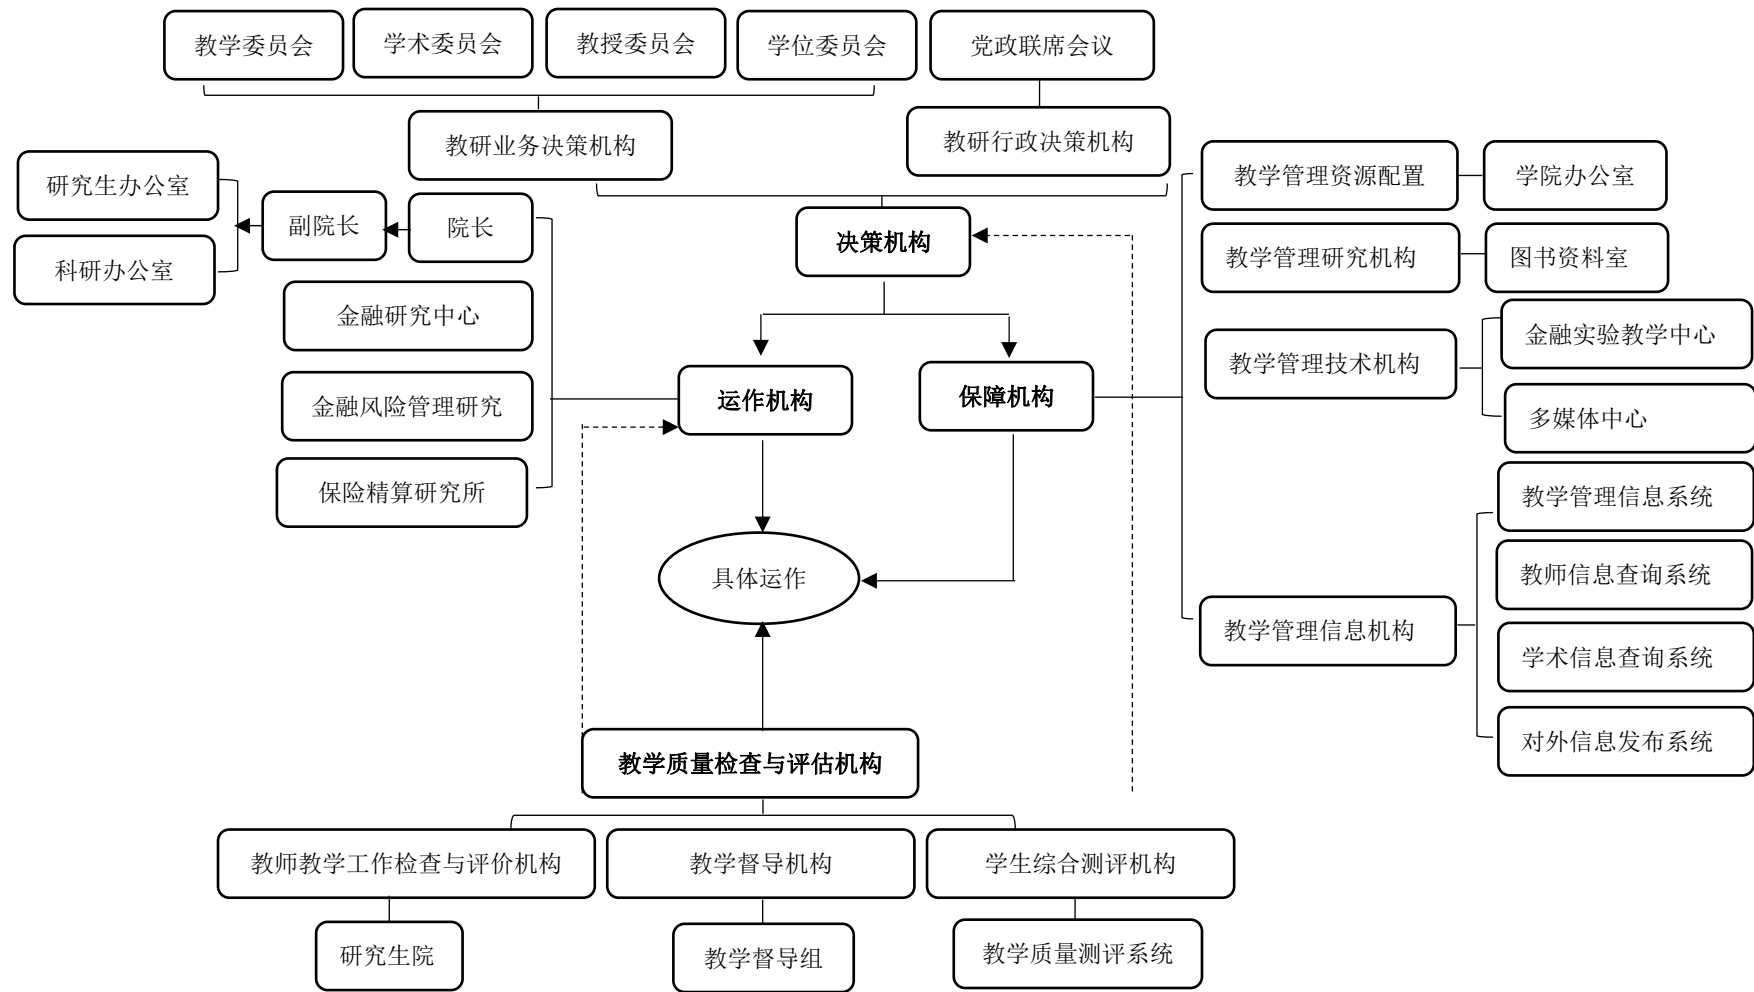 教学委员会
学术委员会
教授委员会
学位委员会
党政联席会议
教研业务决策机构
教研行政决策机构
研究生办公室
科研办公室
副院长
院长
决策机构
教学管理资源配置
学院办公室
教学管理研究机构
图书资料室
金融研究中心
金融风险管理研究
保险精算研究所
运作机构
保障机构
教学管理技术机构
金融实验教学中心
多媒体中心
具体运作
教学管理信息机构
教学管理信息系统
教师信息查询系统
学术信息查询系统
对外信息发布系统
教学质量检查与评估机构
教师教学工作检查与评价机构
教学督导机构
学生综合测评机构
研究生院
教学督导组
教学质量测评系统